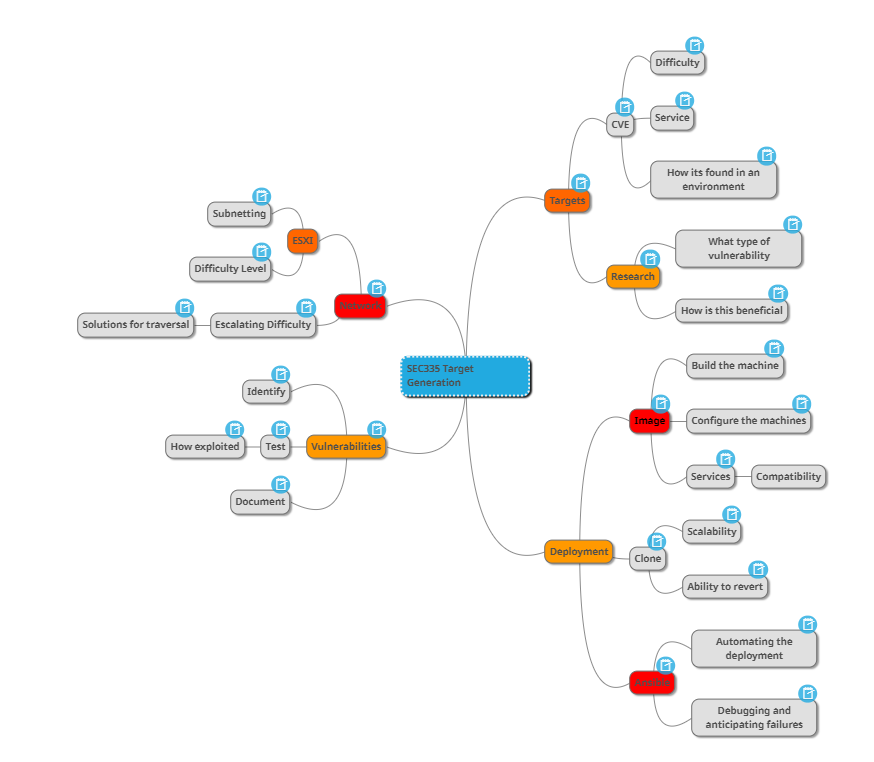 Difficulty
CVE
Service
How its found in an
environment
Targets
What type of
vulnerability
Research
How is this beneficial
Subnetting
ESXI
Difficulty Level
Network
Solutions for traversal
Escalating Difficulty
SEC335 Target
Generation
Identify
How exploited
Test
Vulnerabilities
Document
Build the machine
Image
Configure the machines
Services
Compatibility
Deployment
Scalability
Clone
Ability to revert
Automating the
deployment
Debugging and
anticipating failures